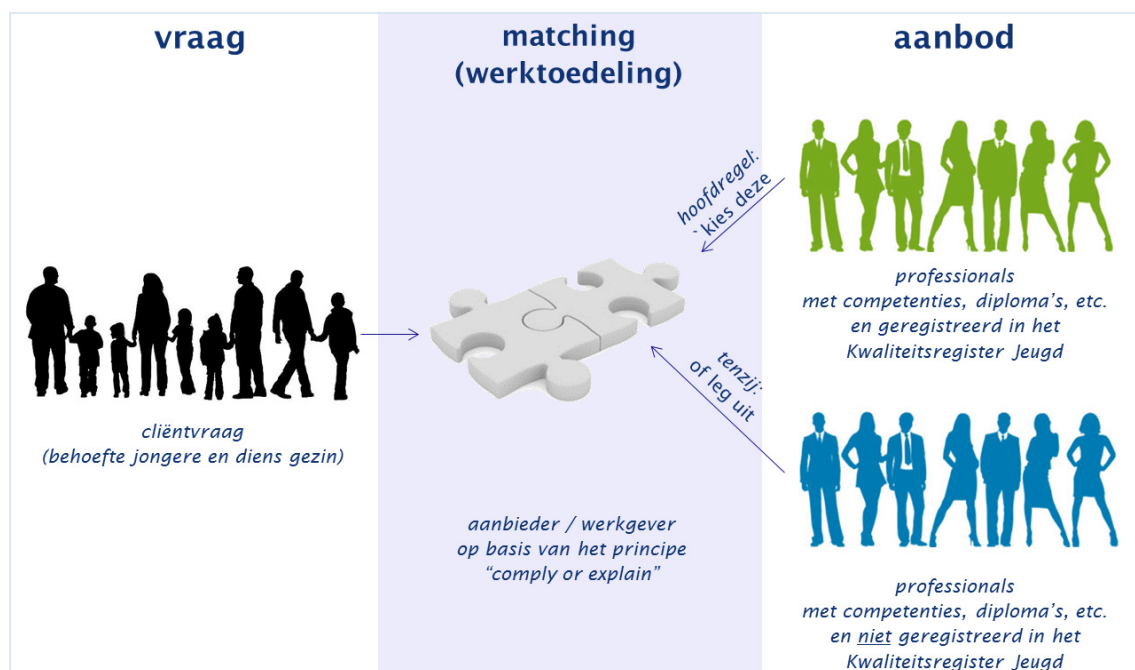 vraag
matching
(werktoedeling)
aanbod
hoofdregel:
`kies deze
professionals
met competenties, diploma's, etc.
en geregistreerd in het
Kwaliteitsregister Jeugd
tenzij:
of leg uit
cliëntvraag
(behoefte jongere en diens gezin)
aanbieder / werkgever
op basis van het principe
“comply or explain”
professionals
met competenties, diploma's, etc.
en niet geregistreerd in het
Kwaliteitsregister Jeugd